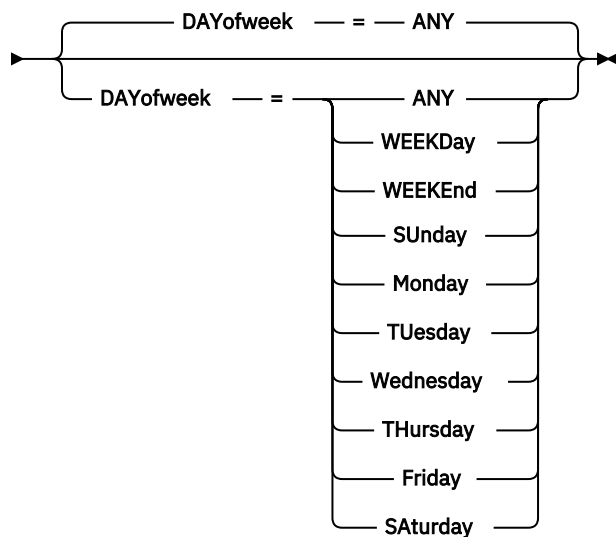 DAYofweek = ANY
DAYofweek = ANY
WEEKDay
WEEKEnd
SUnday
Monday
TUesday
Wednesday
THursday
Friday
SAturday